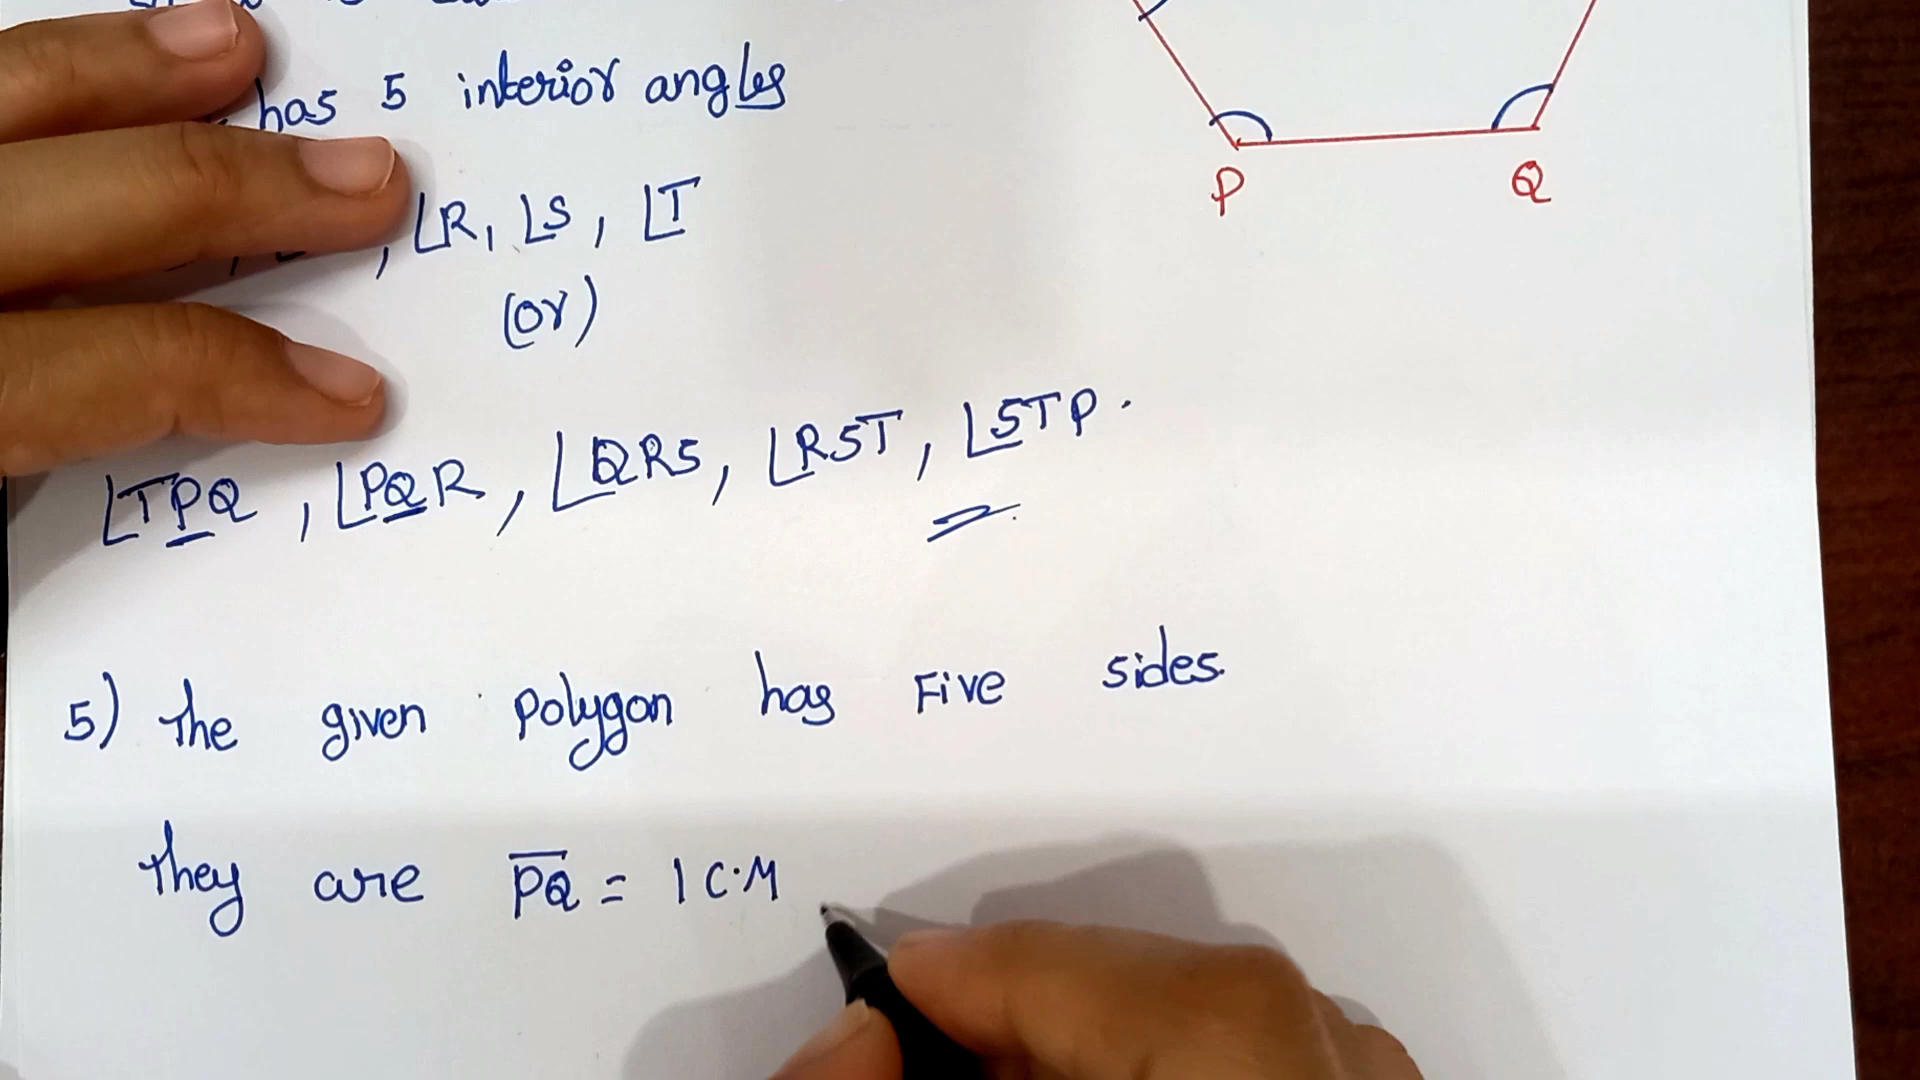 has 5 interior angles
P Q
, ∠R, ∠S, ∠T
(or)
∠TPQ, ∠PQR, ∠QRS, ∠RST, ∠STP.
5) The given Polygon has Five sides.
They are P̅Q̅ = 1 C.M